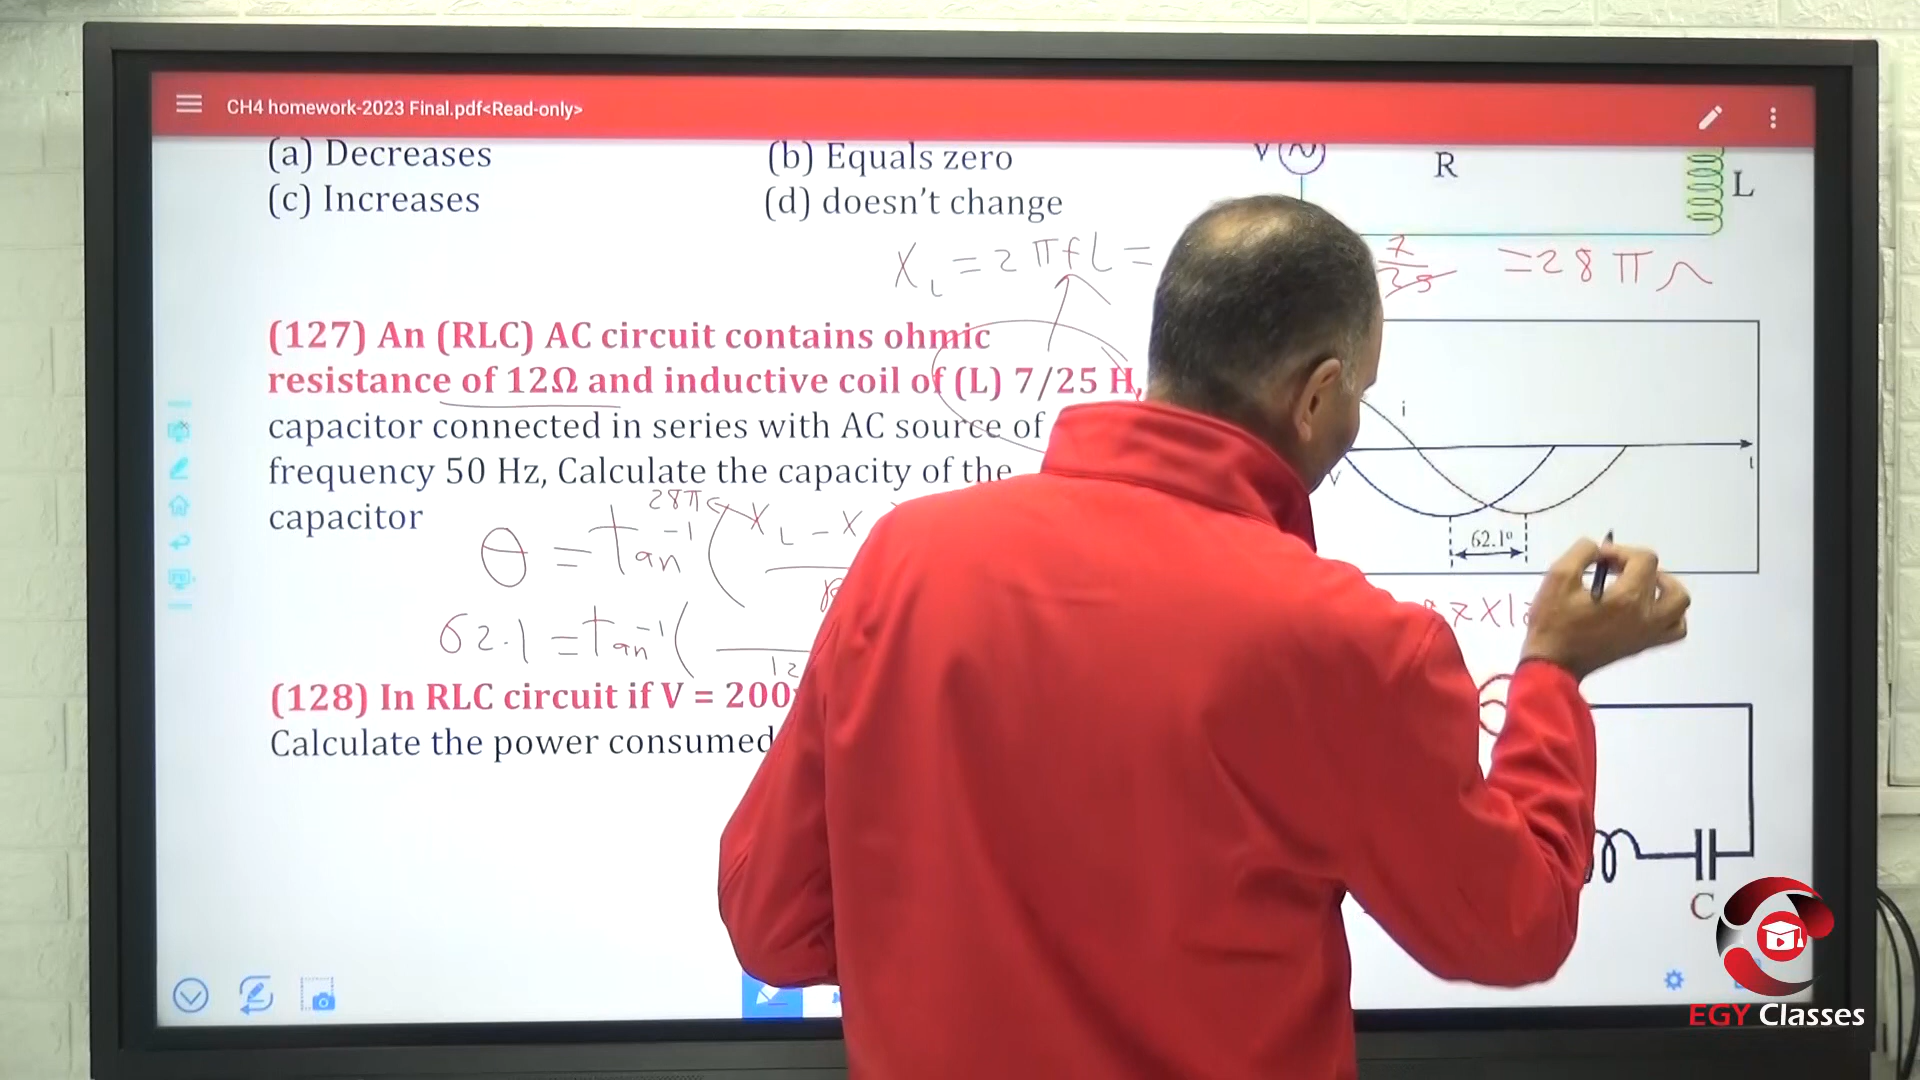 CH4 homework-2023 Final.pdf<Read-only>
(a) Decreases
(b) Equals zero
(c) Increases
(d) doesn't change
V
R
L
X_L = 2πfL =
7/25
=28πΩ
(127) An (RLC) AC circuit contains ohmic
resistance of 12Ω and inductive coil of (L) 7/25 H,
capacitor connected in series with AC source of
frequency 50 Hz, Calculate the capacity of the
capacitor
i
V
t
62.1°
28π
θ = tan⁻¹ ( X_L - X
62.1 = tan⁻¹ (
12
(128) In RLC circuit if V = 200
Calculate the power consumed
C
EGY Classes